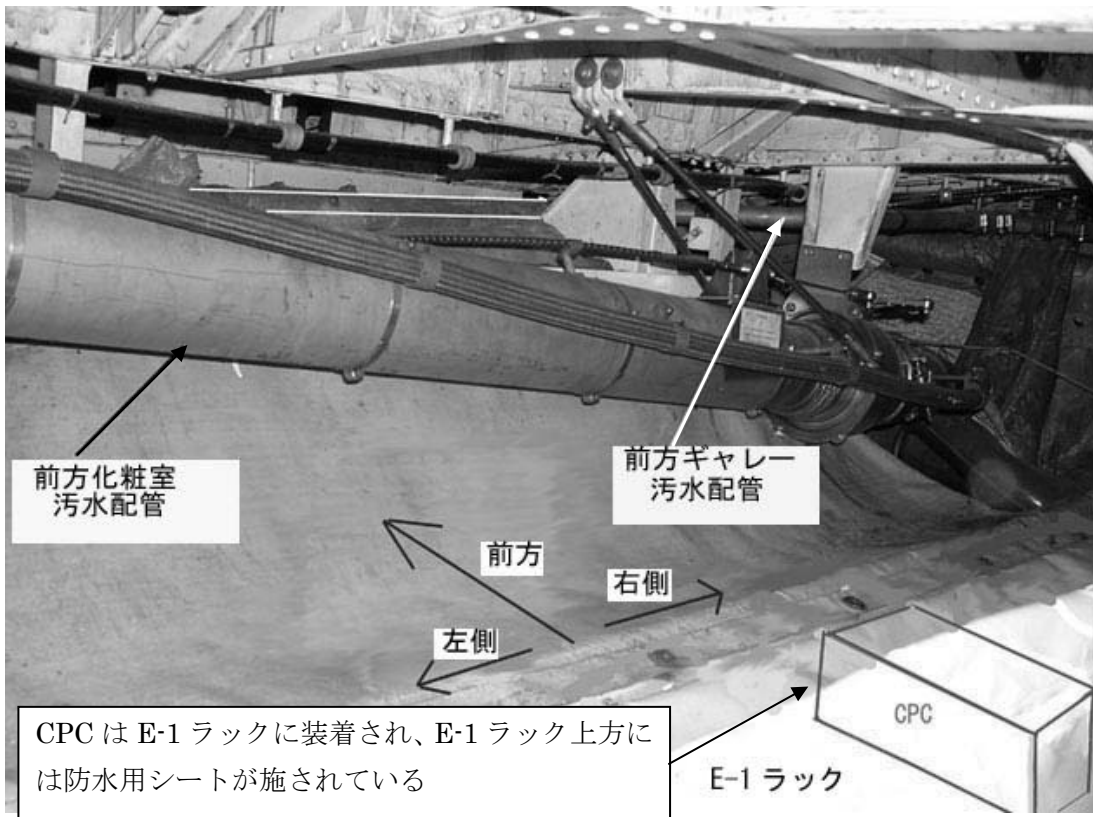 前方化粧室
汚水配管
前方ギャレー
汚水配管
前方
右側
左側
CPC は E-1 ラックに装着され、E-1 ラック上方に
は防水用シートが施されている
CPC
E-1 ラック